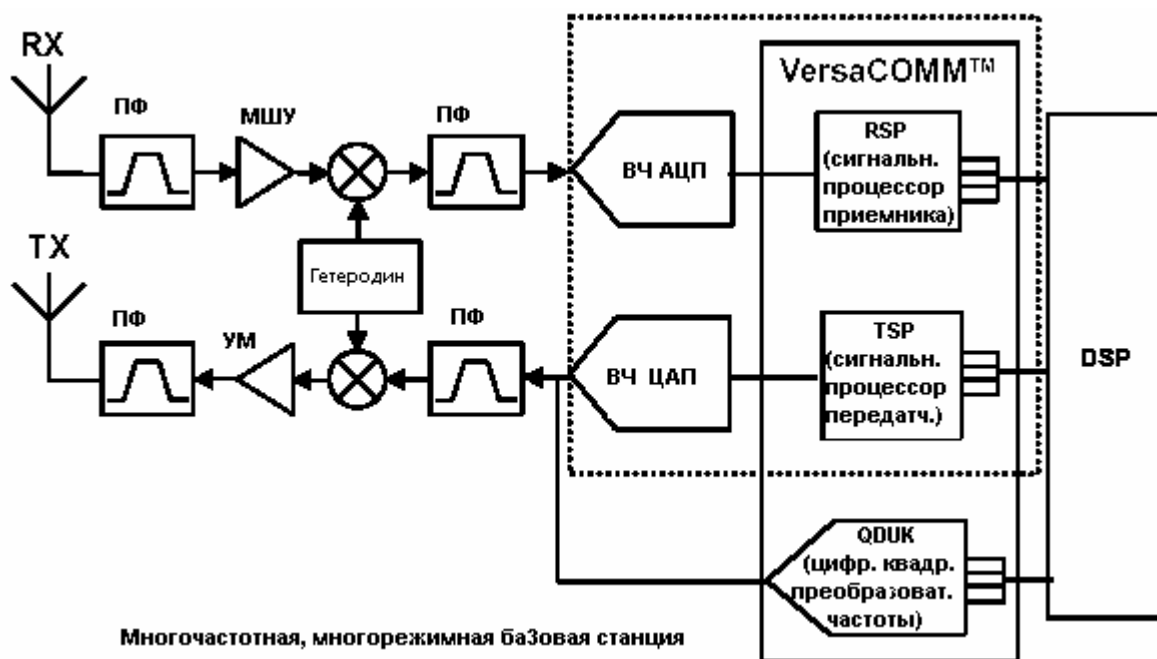 RX
ПФ
МШУ
ПФ
ВЧ АЦП
VersaCOMM™
RSP
(сигнальн.
процессор
приемника)
TX
Гетеродин
ПФ
УМ
ПФ
ВЧ ЦАП
TSP
(сигнальн.
процессор
передатч.)
DSP
QDUK
(цифр. квадр.
преобразоват.
частоты)
Многочастотная, многорежимная ба3овая станция